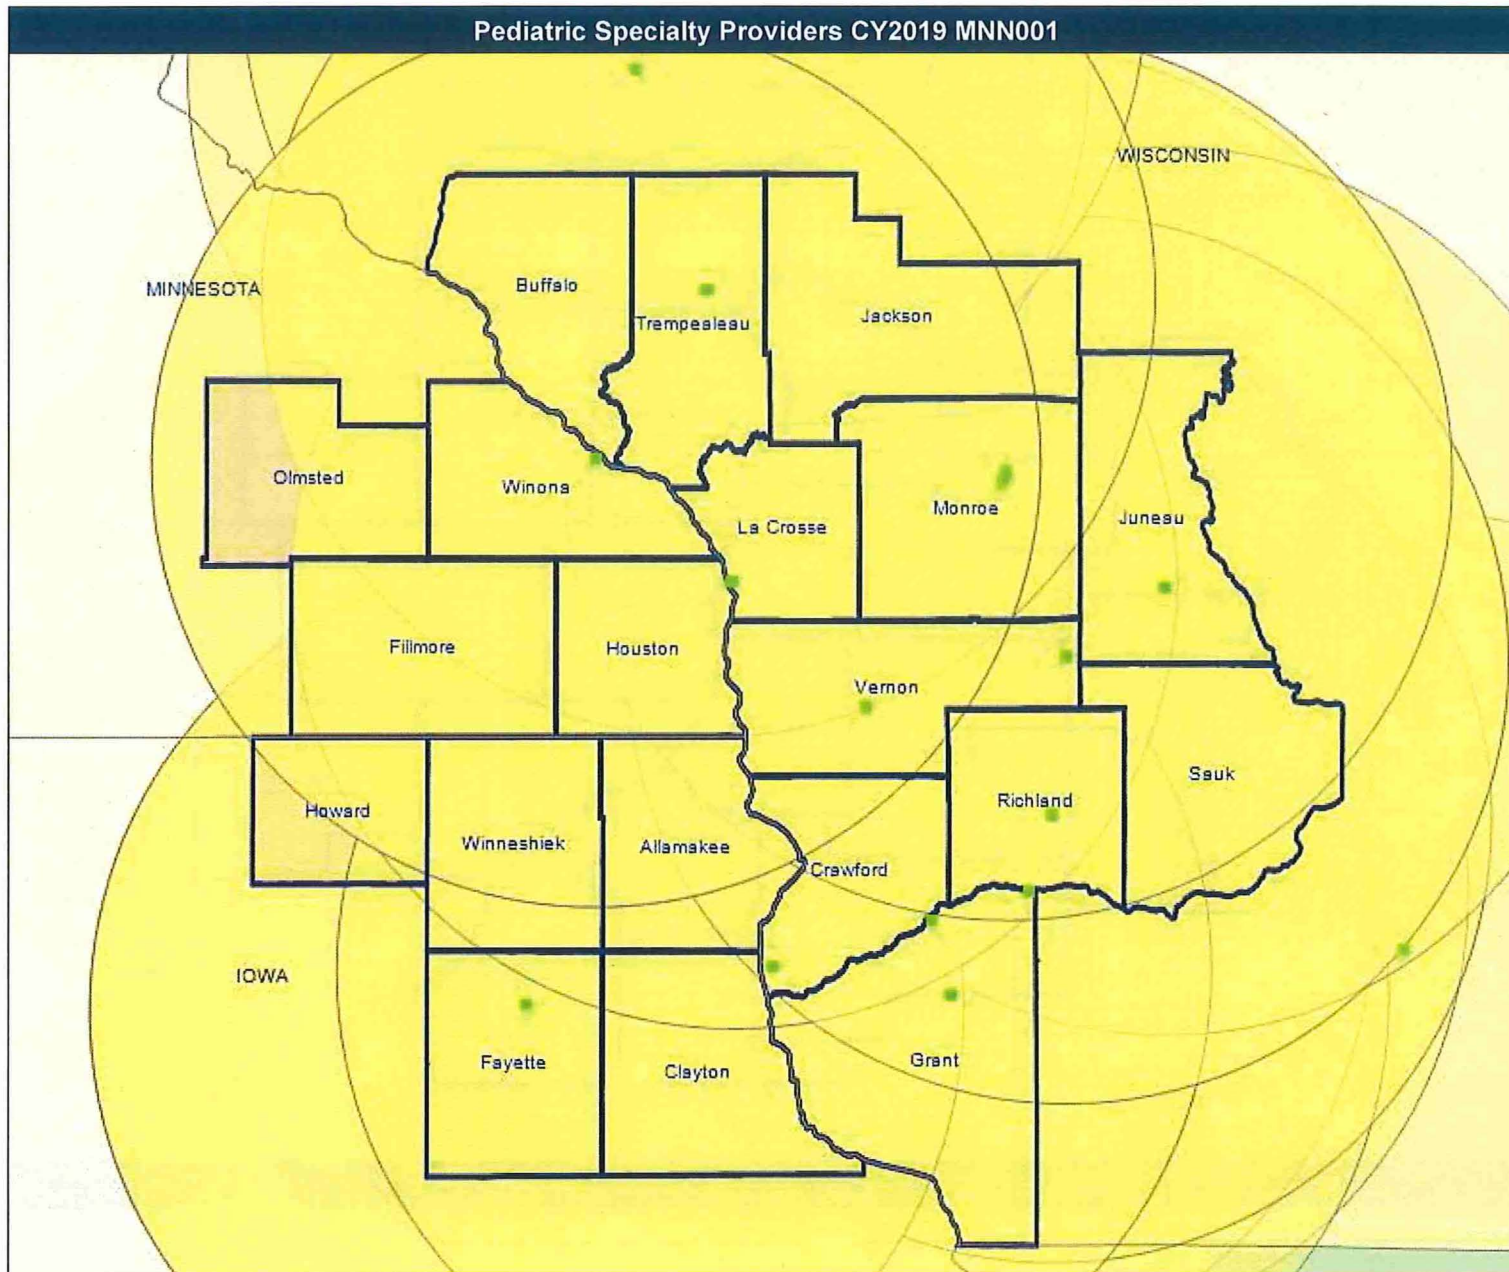 Pediatric Specialty Providers CY2019 MNN001
WISCONSIN
MINNESOTA
Buffalo
Trempealeau
Jackson
Olmsted
Winona
La Crosse
Monroe
Juneau
Fillmore
Houston
Vernon
Sauk
Richland
Howard
Winneshiek
Allamakee
Crawford
IOWA
Fayette
Clayton
Grant